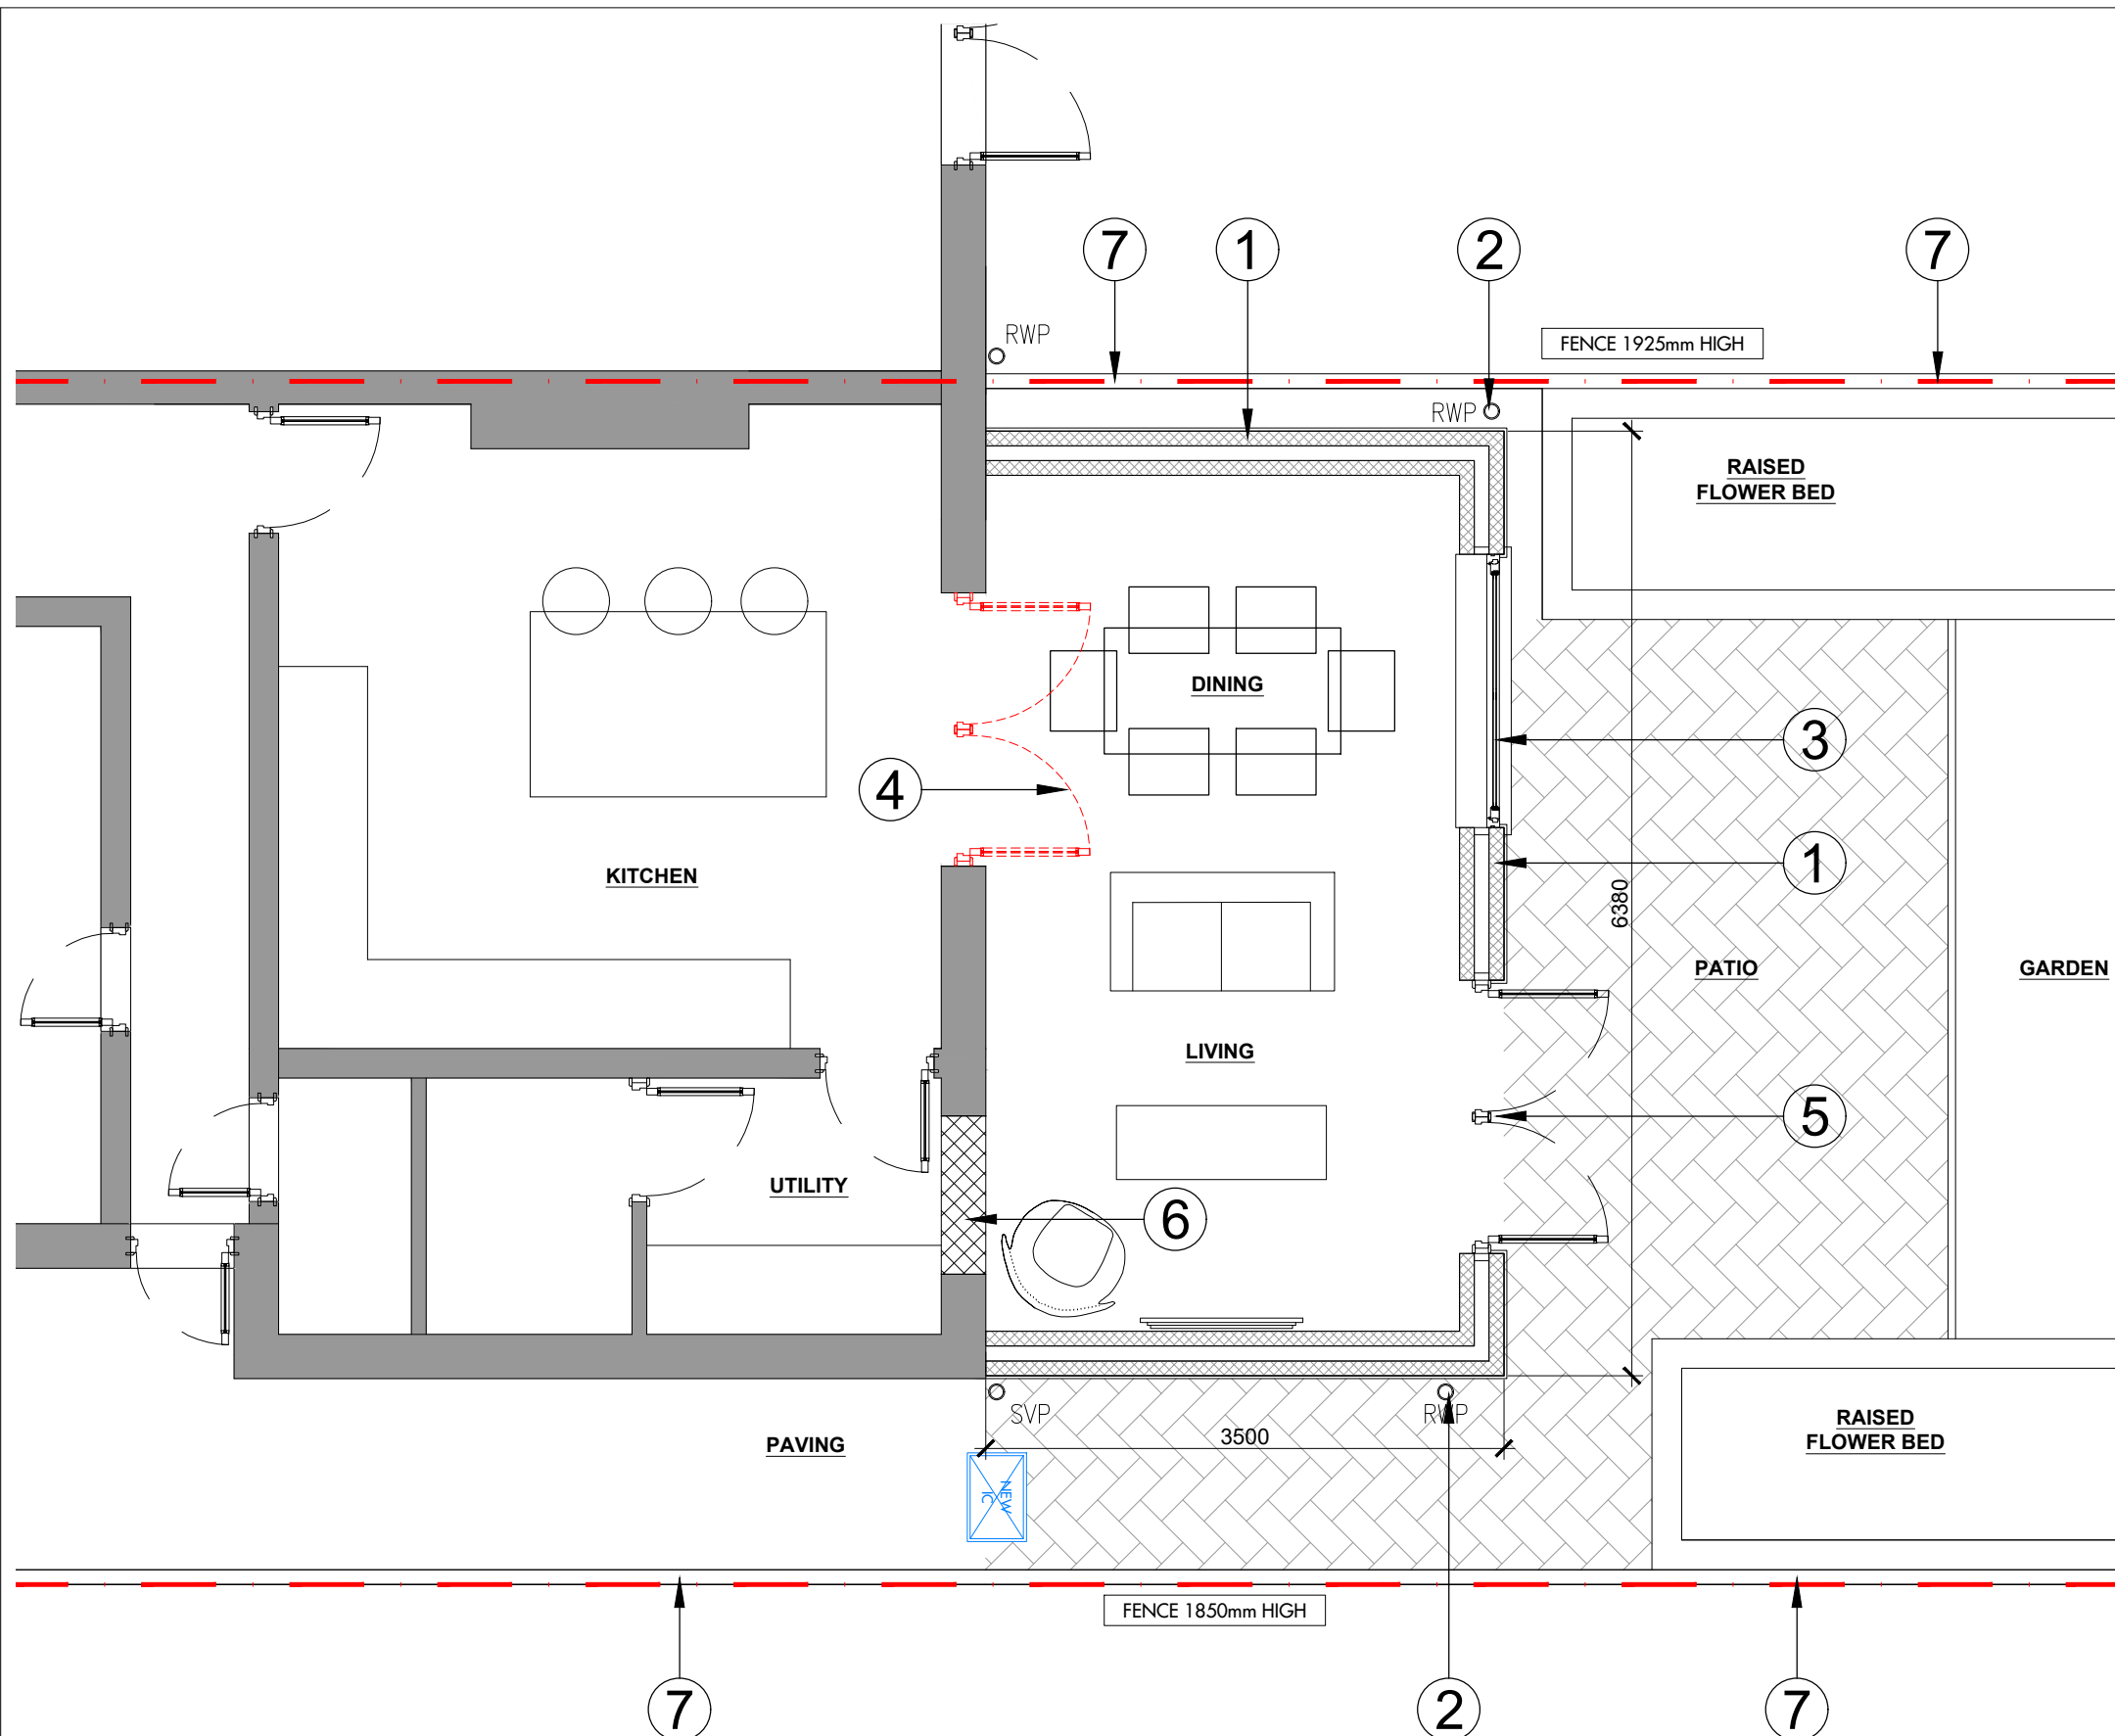 7
1
2
7
RWP
FENCE 1925mm HIGH
RWP
RAISED
FLOWER BED
DINING
3
4
1
KITCHEN
6380
PATIO
GARDEN
LIVING
5
UTILITY
6
SVP
RWP
RAISED
FLOWER BED
PAVING
3500
NEW
IC
FENCE 1850mm HIGH
7
2
7